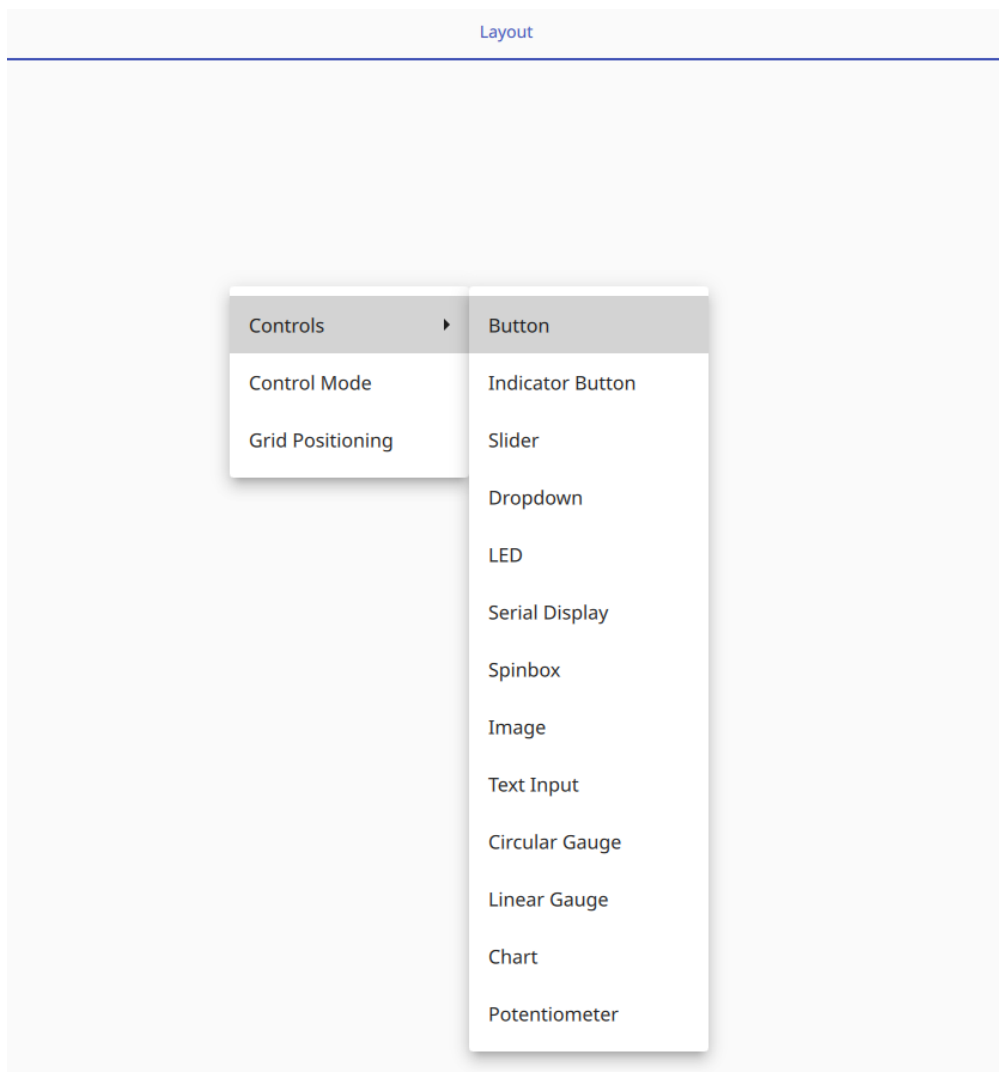 Layout
Controls
Control Mode
Grid Positioning
Button
Indicator Button
Slider
Dropdown
LED
Serial Display
Spinbox
Image
Text Input
Circular Gauge
Linear Gauge
Chart
Potentiometer